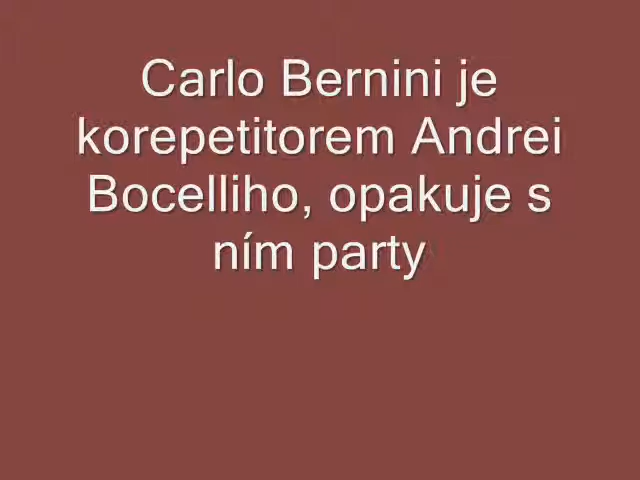 Carlo Bernini je
korepetitorem Andrei
Bocelliho, opakuje s
ním party